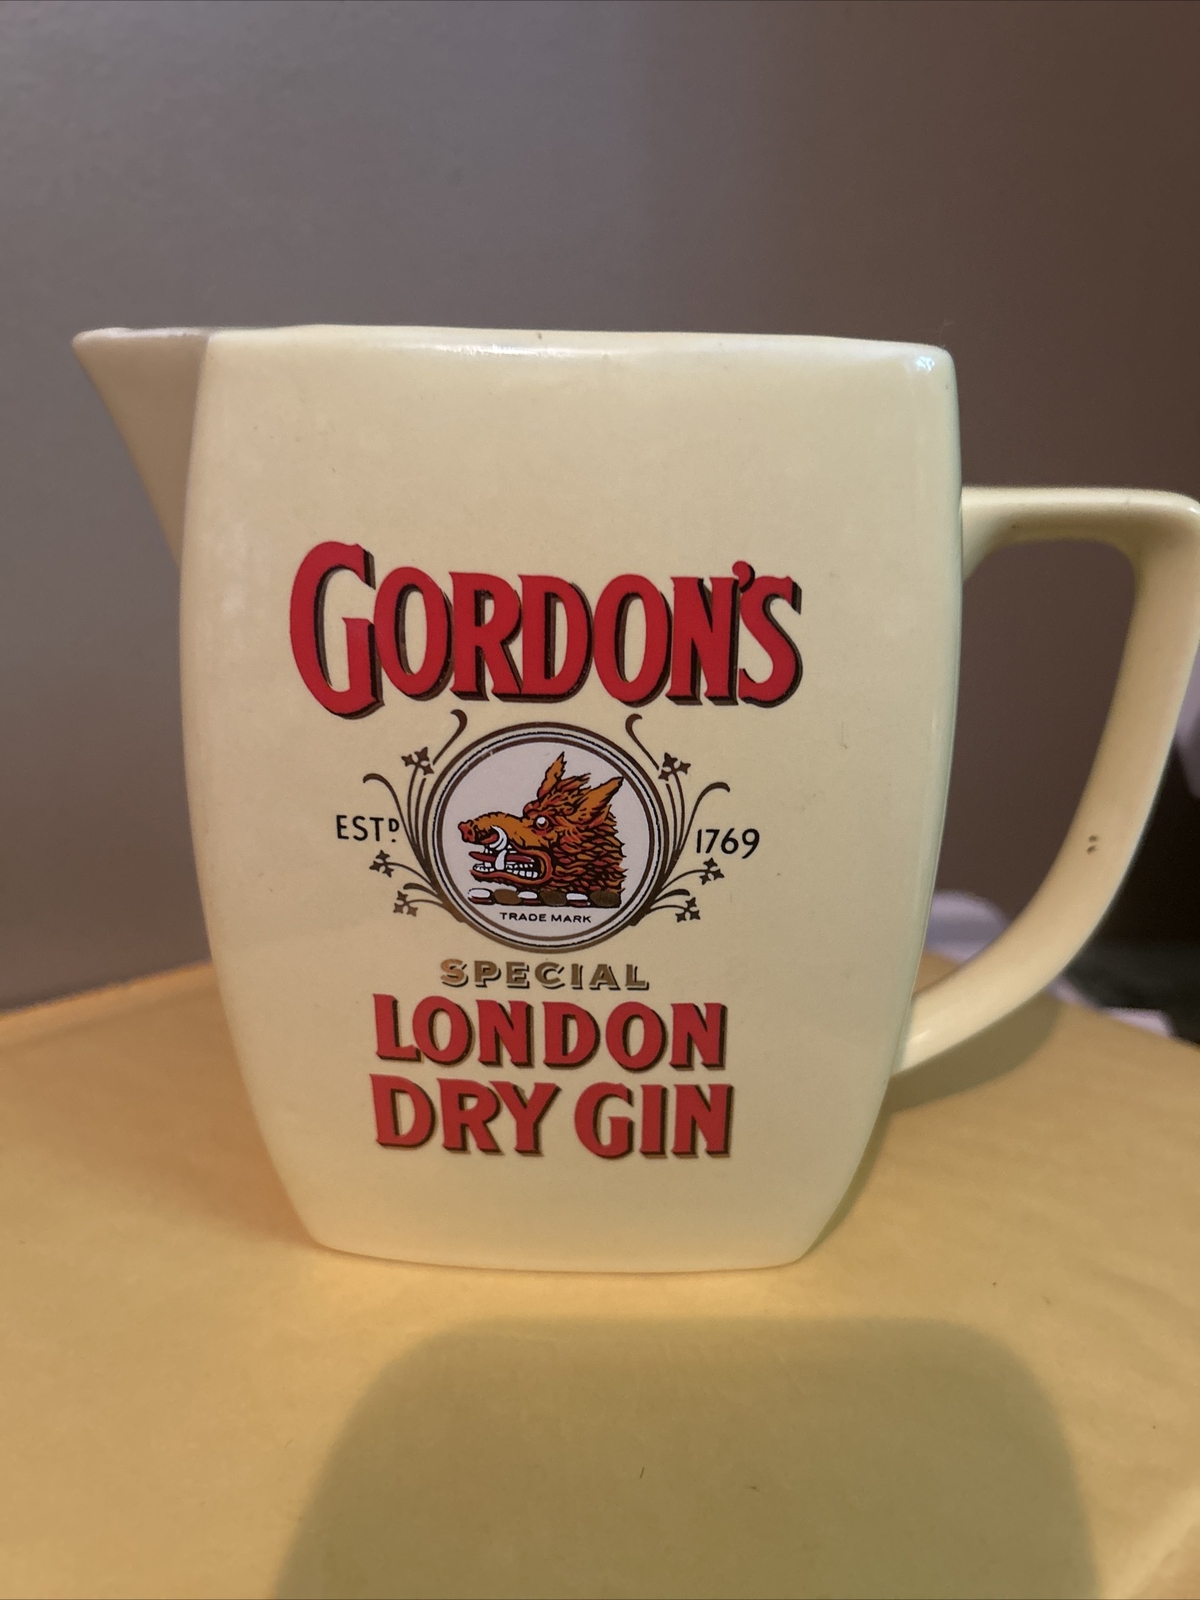 GORDON'S
ESTD 1769
TRADE MARK
SPECIAL
LONDON
DRY GIN